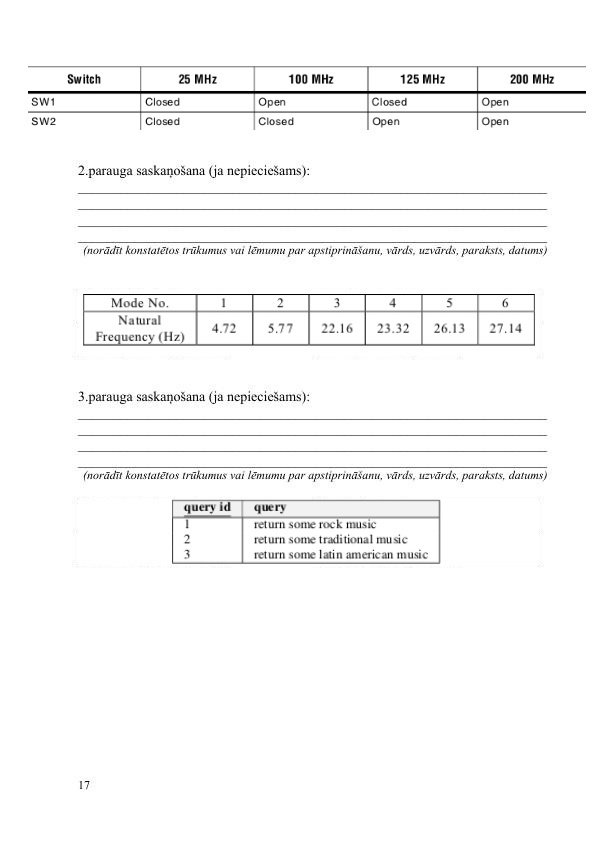 Switch 25 MHz 100 MHz 125 MHz 200 MHz
SW1 Closed Open Closed Open
SW2 Closed Closed Open Open
2.parauga saskaņošana (ja nepieciešams):
(norādīt konstatētos trūkumus vai lēmumu par apstiprināšanu, vārds, uzvārds, paraksts, datums)
Mode No. 1 2 3 4 5 6
Natural
Frequency (Hz) 4.72 5.77 22.16 23.32 26.13 27.14
3.parauga saskaņošana (ja nepieciešams):
(norādīt konstatētos trūkumus vai lēmumu par apstiprināšanu, vārds, uzvārds, paraksts, datums)
query id query
1 return some rock music
2 return some traditional music
3 return some latin american music
17